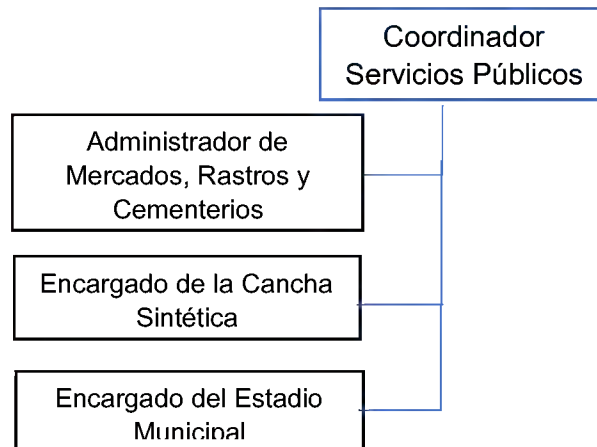 Coordinador
Servicios Públicos
Administrador de
Mercados, Rastros y
Cementerios
Encargado de la Cancha
Sintética
Encargado del Estadio
Municipal